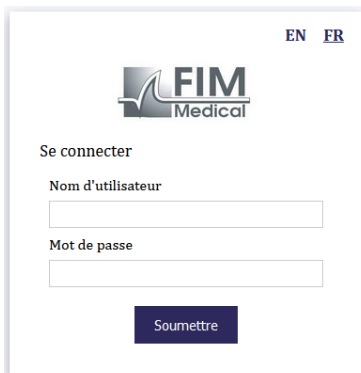 EN FR
FIM
Medical
Se connecter
Nom d'utilisateur
Mot de passe
Soumettre